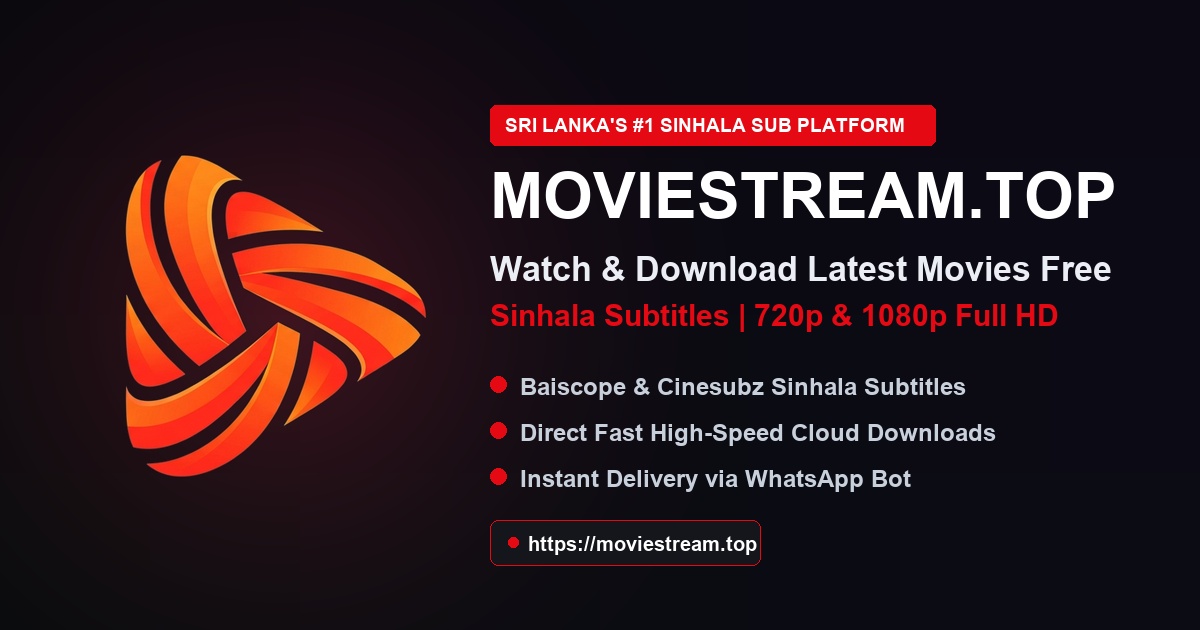 SRI LANKA'S #1 SINHALA SUB PLATFORM
MOVIESTREAM.TOP
Watch & Download Latest Movies Free
Sinhala Subtitles | 720p & 1080p Full HD
Baiscope & Cinesubz Sinhala Subtitles
Direct Fast High-Speed Cloud Downloads
Instant Delivery via WhatsApp Bot
https://moviestream.top